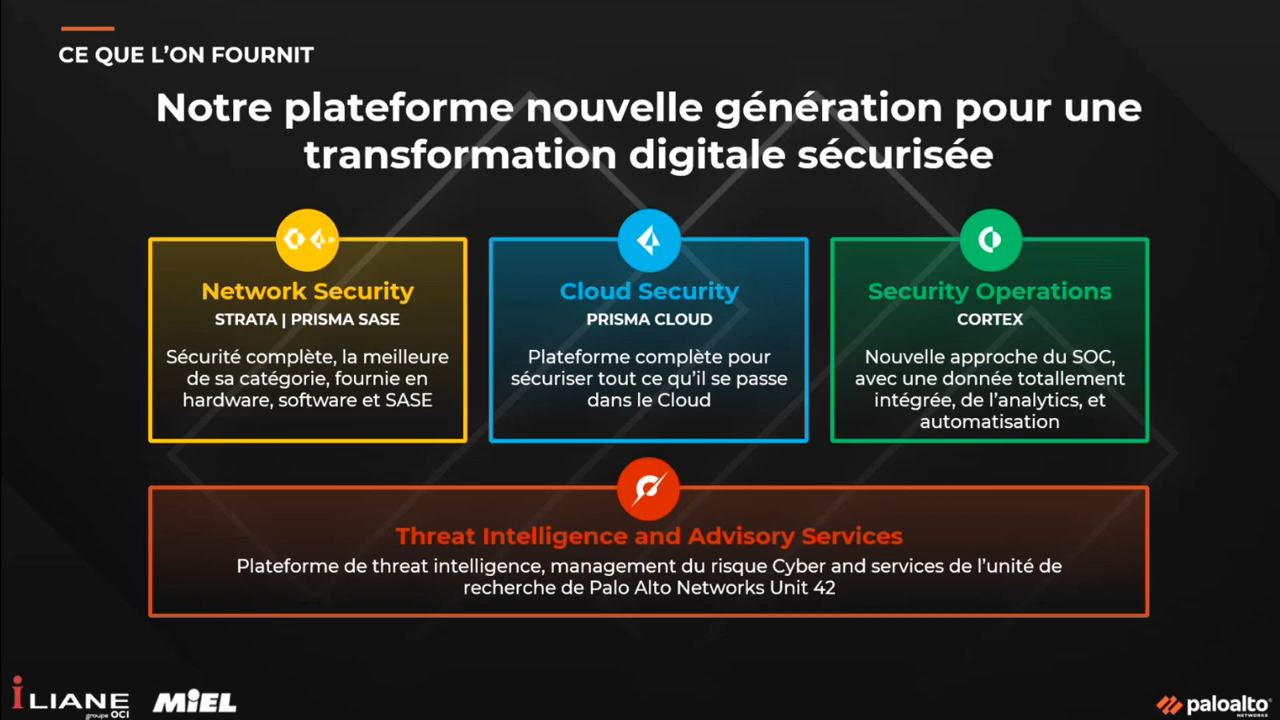 CE QUE L'ON FOURNIT
Notre plateforme nouvelle génération pour une
transformation digitale sécurisée
Network Security
STRATA | PRISMA SASE
Sécurité complète, la meilleure
de sa catégorie, fournie en
hardware, software et SASE
Cloud Security
PRISMA CLOUD
Plateforme complète pour
sécuriser tout ce qu'il se passe
dans le Cloud
Security Operations
CORTEX
Nouvelle approche du SOC,
avec une donnée totallement
intégrée, de l'analytics, et
automatisation
Threat Intelligence and Advisory Services
Plateforme de threat intelligence, management du risque Cyber and services de l'unité de
recherche de Palo Alto Networks Unit 42
iLIANE
groupe OCI
MiEL
paloalto
NETWORKS